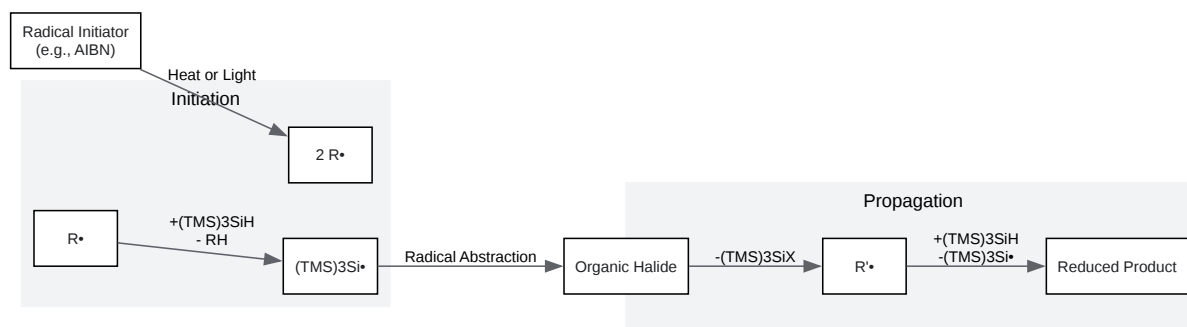 Radical Initiator
(e.g., AIBN)
Heat or Light
Initiation
2 R•
R•
+(TMS)3SiH
- RH
(TMS)3Si•
Radical Abstraction
Organic Halide
Propagation
-(TMS)3SiX
R'•
+(TMS)3SiH
-(TMS)3Si•
Reduced Product